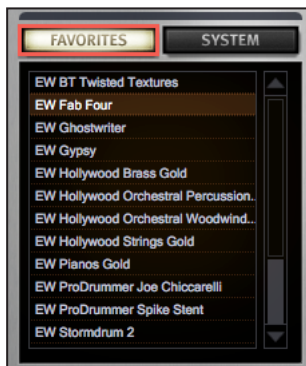 FAVORITES SYSTEM
EW BT Twisted Textures
EW Fab Four
EW Ghostwriter
EW Gypsy
EW Hollywood Brass Gold
EW Hollywood Orchestral Percussion..
EW Hollywood Orchestral Woodwind..
EW Hollywood Strings Gold
EW Pianos Gold
EW ProDrummer Joe Chiccarelli
EW ProDrummer Spike Stent
EW Stormdrum 2